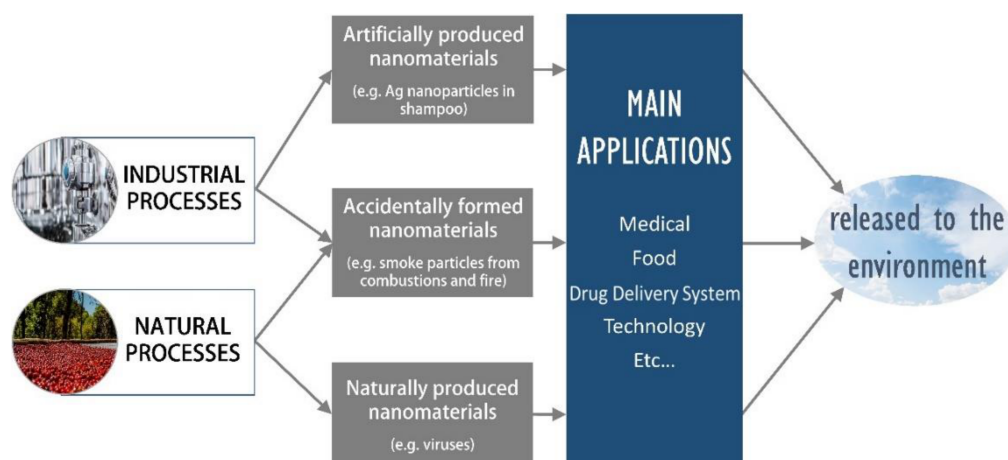 INDUSTRIAL
PROCESSES
NATURAL
PROCESSES
Artificially produced
nanomaterials
(e.g. Ag nanoparticles in
shampoo)
Accidentally formed
nanomaterials
(e.g. smoke particles from
combustions and fire)
Naturally produced
nanomaterials
(e.g. viruses)
MAIN
APPLICATIONS
Medical
Food
Drug Delivery System
Technology
Etc...
released to the
environment